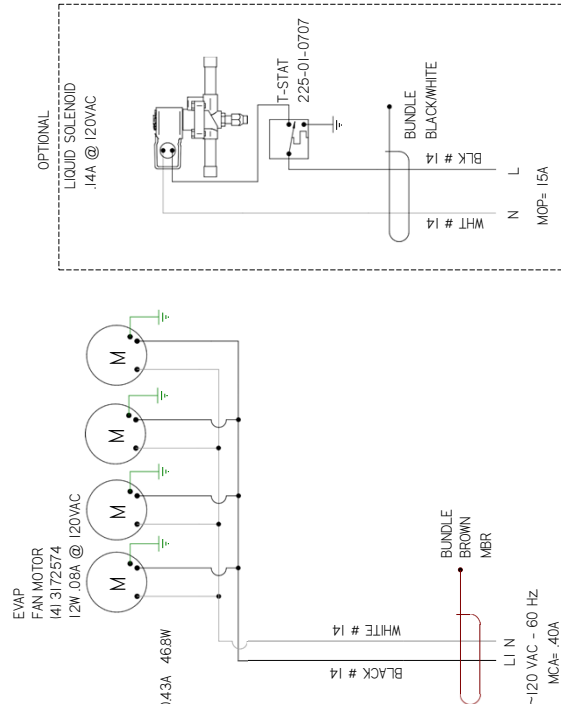 OPTIONAL
LIQUID SOLENOID
.14A @ 120VAC
T-STAT
225-01-0707
BUNDLE
BLACK/WHITE
BLK # 14
WHT # 14
L
N
MOP= 15A
EVAP
FAN MOTOR
(4) 3172574
12W .08A @ 120VAC
M
M
M
M
0.43A 46.8W
BUNDLE
BROWN
MBR
WHITE # 14
BLACK # 14
L1 N
~120 VAC - 60 Hz
MCA= .40A